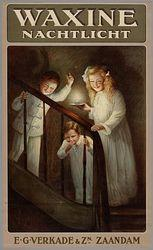 WAXINE
NACHTLICHT
E·G·VERKADE & ZN ZAANDAM